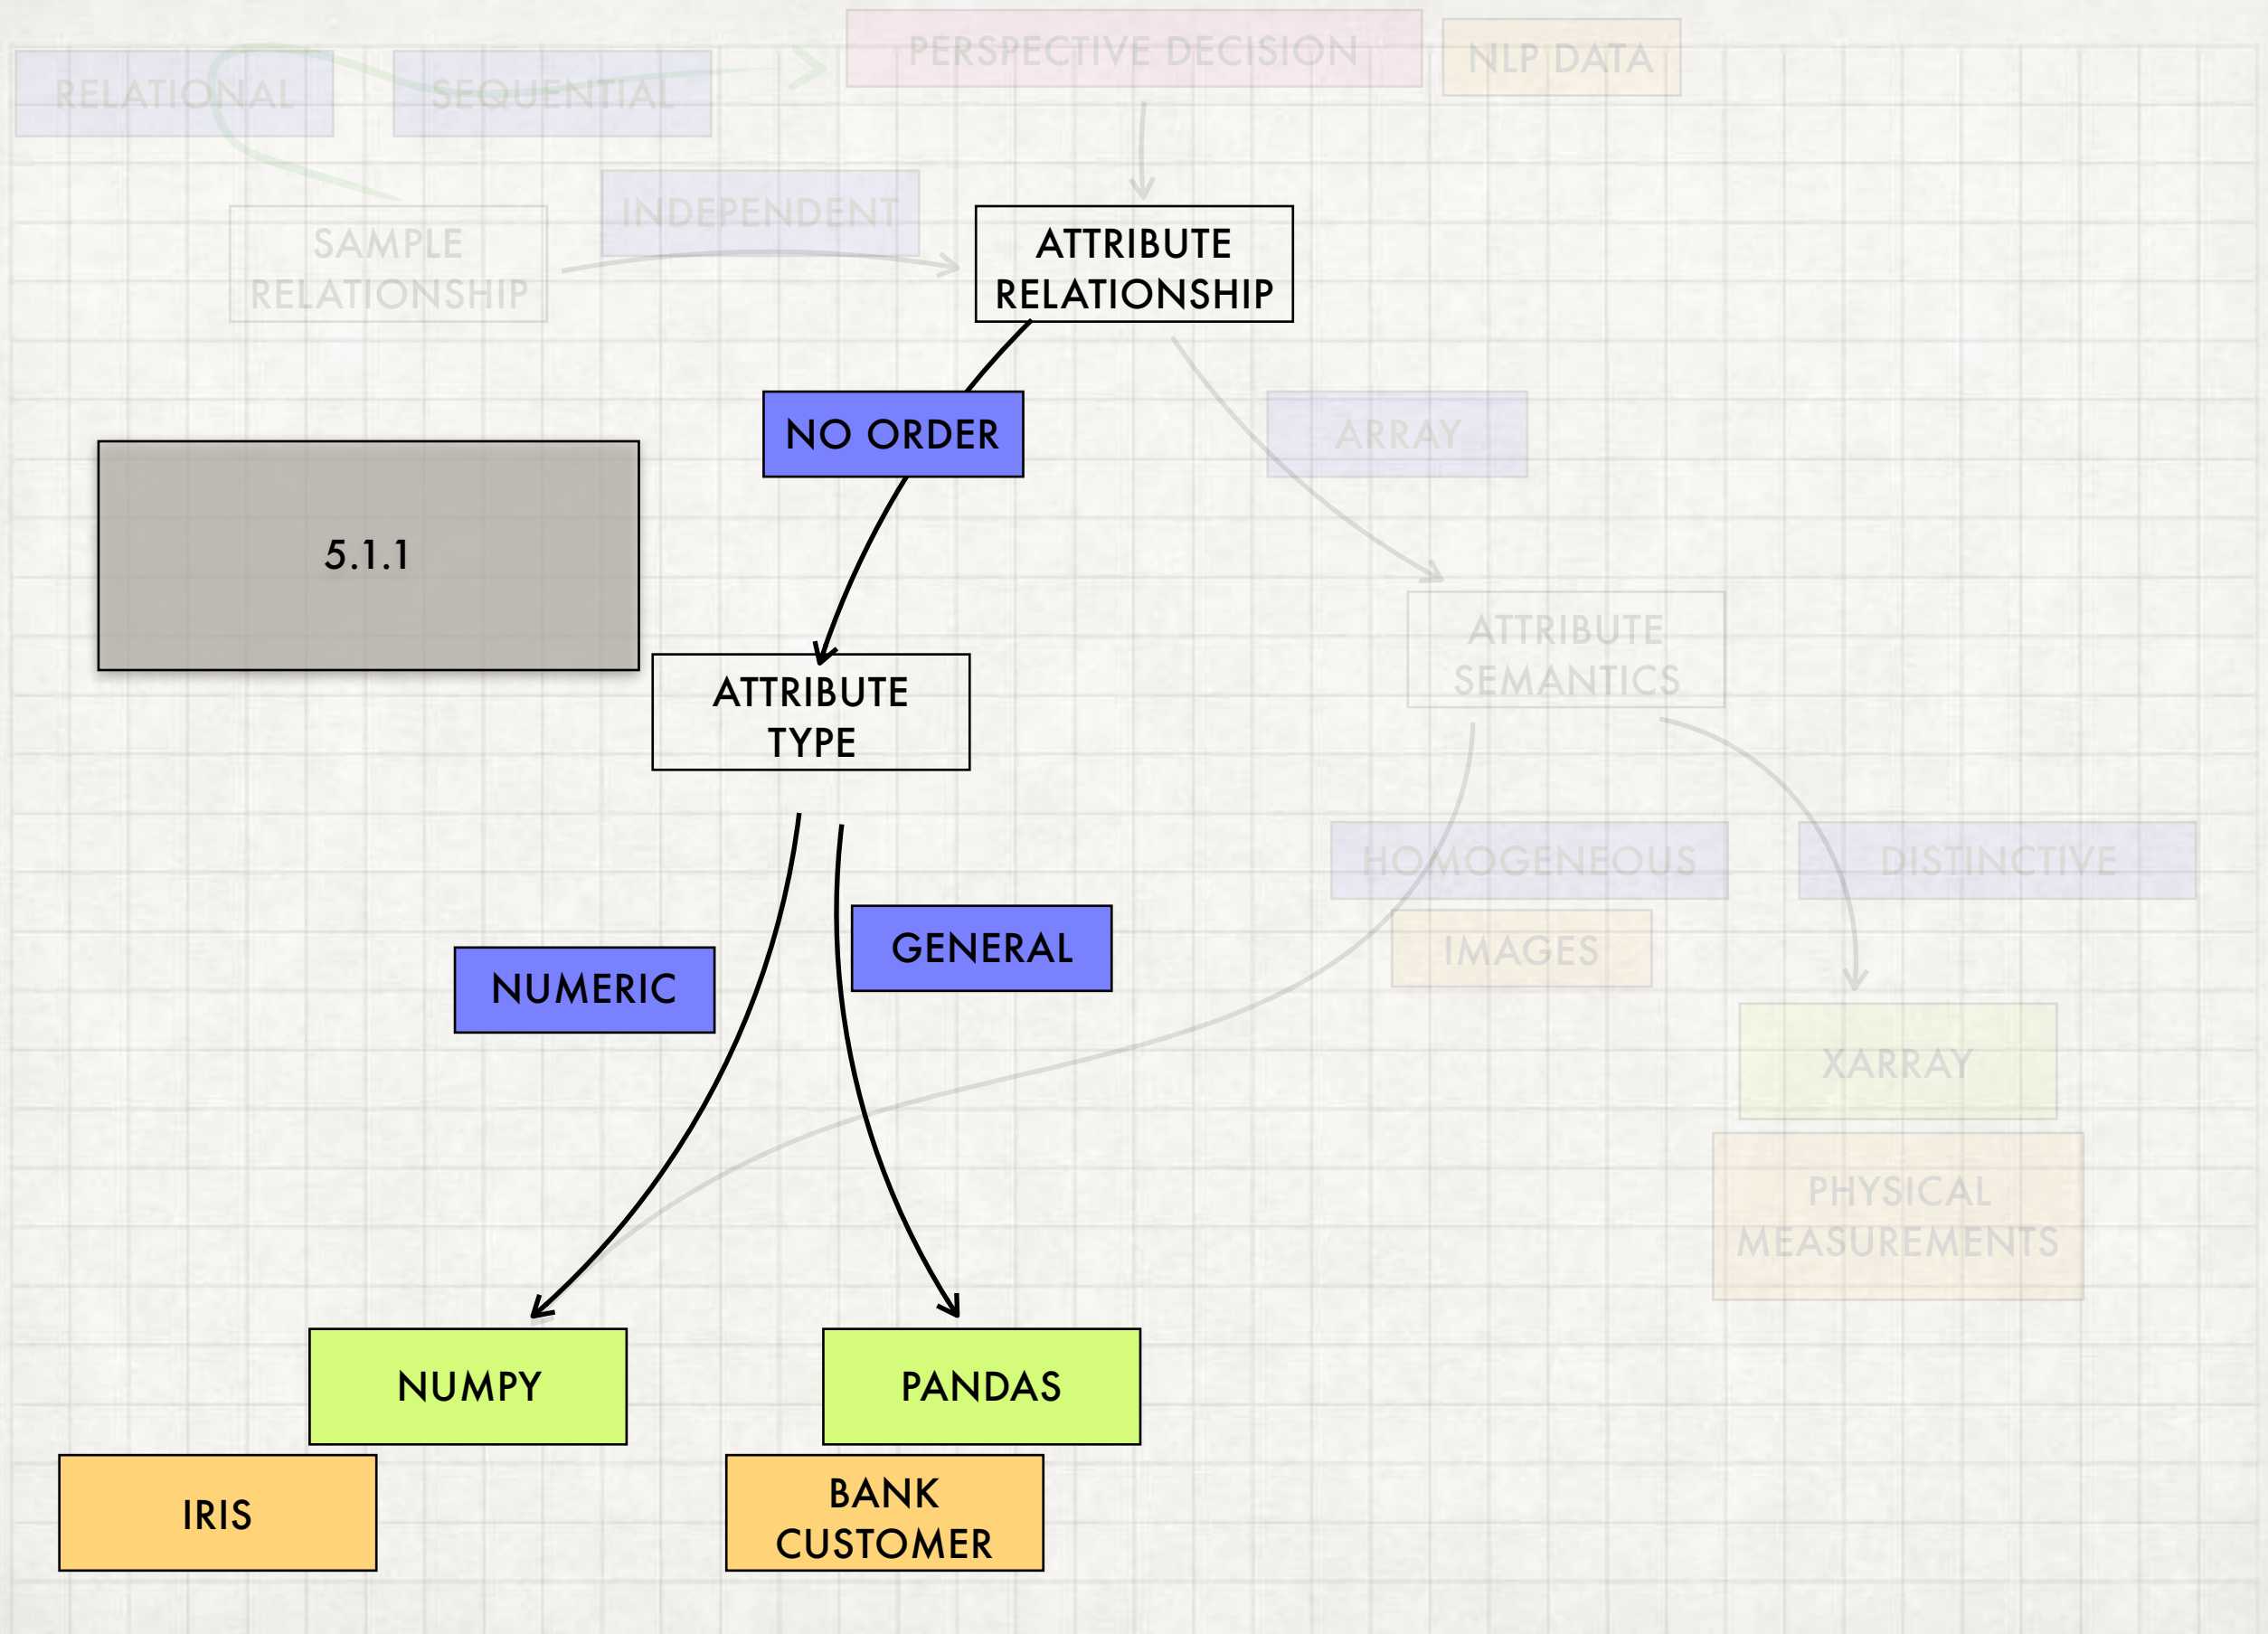 PERSPECTIVE DECISION
NLP DATA
RELATIONAL
SEQUENTIAL
INDEPENDENT
SAMPLE
RELATIONSHIP
ATTRIBUTE
RELATIONSHIP
NO ORDER
ARRAY
5.1.1
ATTRIBUTE
SEMANTICS
ATTRIBUTE
TYPE
HOMOGENEOUS
DISTINCTIVE
GENERAL
IMAGES
NUMERIC
XARRAY
PHYSICAL
MEASUREMENTS
NUMPY
PANDAS
IRIS
BANK
CUSTOMER